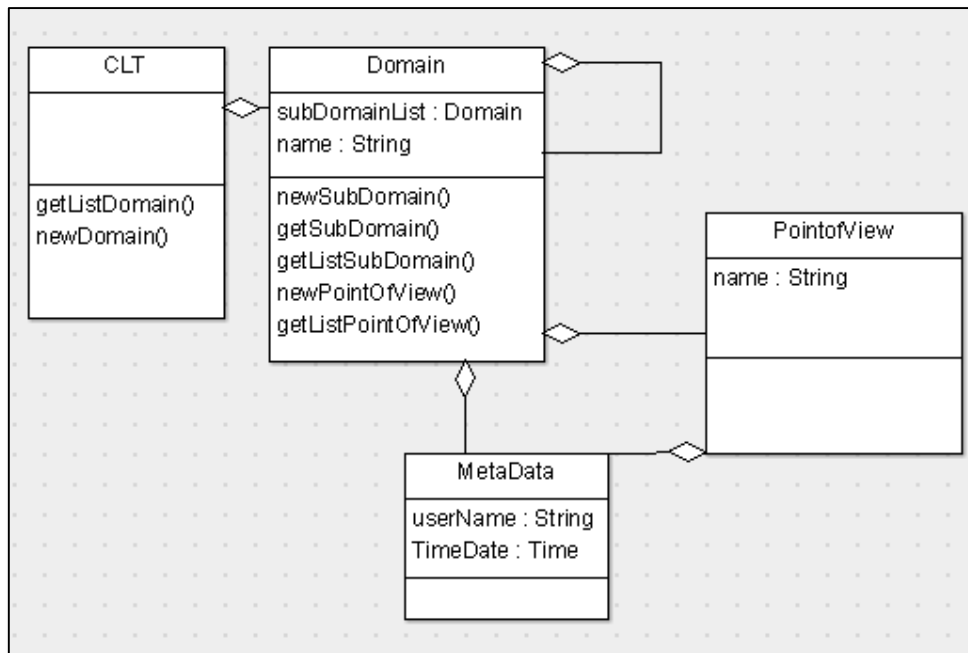 CLT
getListDomain()
newDomain()
Domain
subDomainList : Domain
name : String
newSubDomain()
getSubDomain()
getListSubDomain()
newPointOfView()
getListPointOfView()
PointofView
name : String
MetaData
userName : String
TimeDate : Time